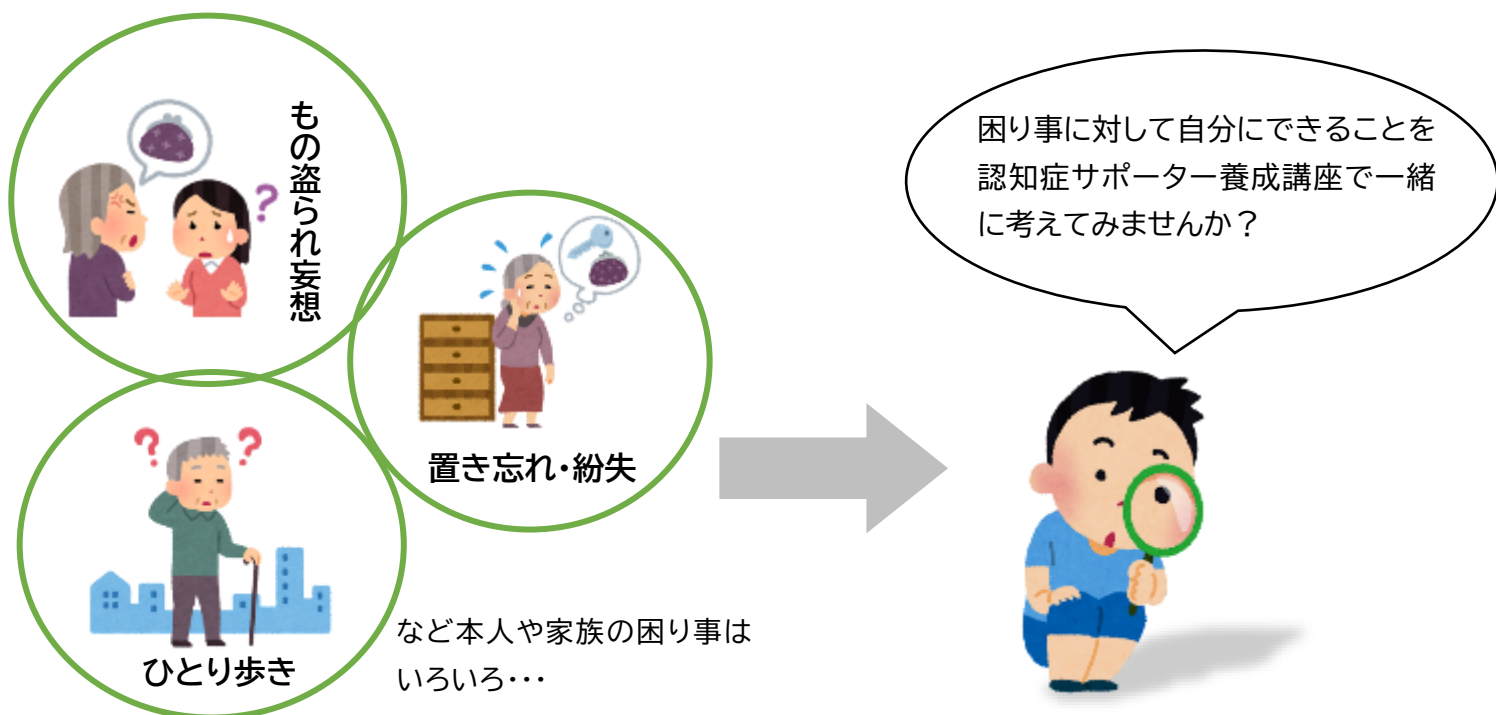 もの盗られ妄想
置き忘れ・紛失
ひとり歩き
など本人や家族の困り事は
いろいろ・・・
困り事に対して自分にできることを
認知症サポーター養成講座で一緒
に考えてみませんか？